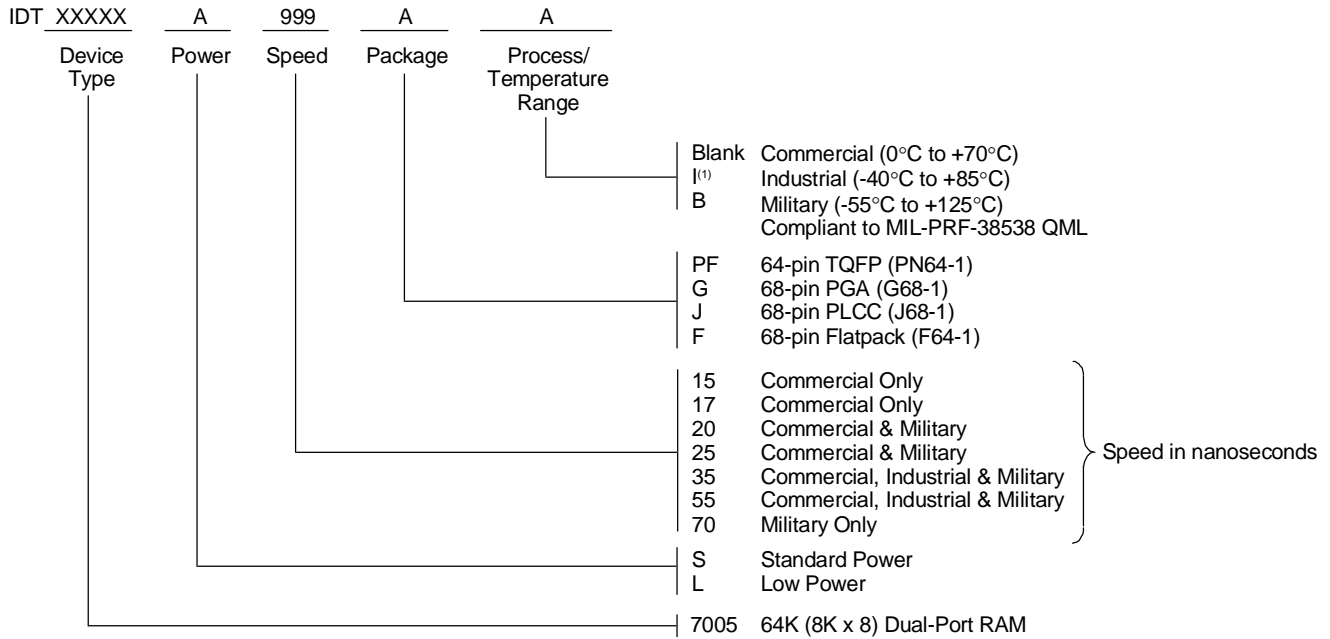 IDT XXXXX A 999 A A
Device Type Power Speed Package Process/ Temperature Range
Blank Commercial (0°C to +70°C)
I(1) Industrial (-40°C to +85°C)
B Military (-55°C to +125°C)
Compliant to MIL-PRF-38538 QML
PF 64-pin TQFP (PN64-1)
G 68-pin PGA (G68-1)
J 68-pin PLCC (J68-1)
F 68-pin Flatpack (F64-1)
15 Commercial Only
17 Commercial Only
20 Commercial & Military
25 Commercial & Military
35 Commercial, Industrial & Military
55 Commercial, Industrial & Military
70 Military Only
Speed in nanoseconds
S Standard Power
L Low Power
7005 64K (8K x 8) Dual-Port RAM